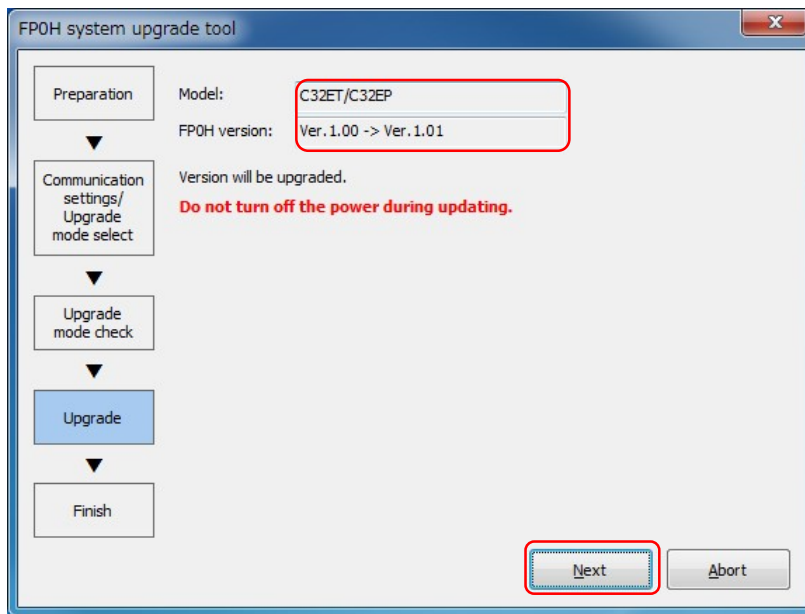 FP0H system upgrade tool
Preparation
▼
Communication
settings/
Upgrade
mode select
▼
Upgrade
mode check
▼
Upgrade
▼
Finish
Model: C32ET/C32EP
FP0H version: Ver.1.00 -> Ver.1.01
Version will be upgraded.
Do not turn off the power during updating.
Next Abort